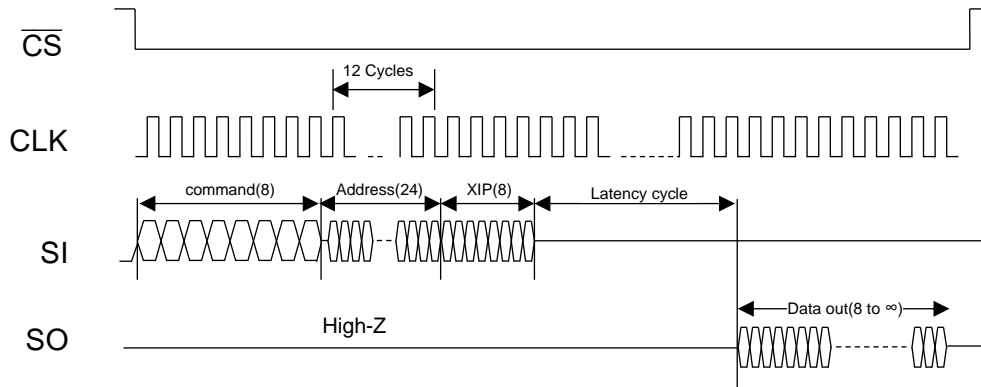 CS
12 Cycles
CLK
command(8)
Address(24)
XIP(8)
Latency cycle
SI
Data out(8 to ∞)
High-Z
SO